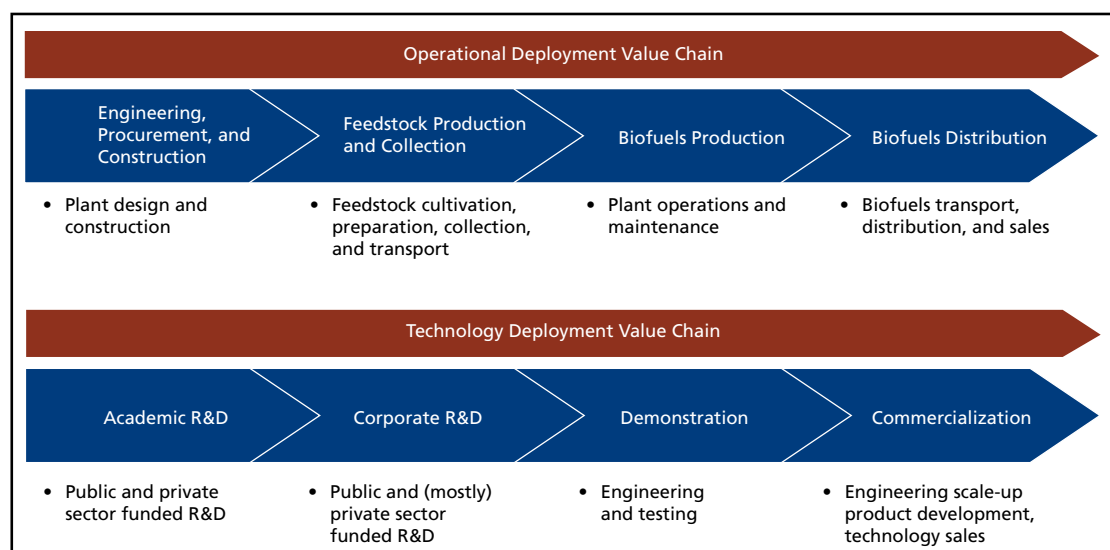 Operational Deployment Value Chain
Engineering,
Procurement, and
Construction
Feedstock Production
and Collection
Biofuels Production
Biofuels Distribution
• Plant design and
construction
• Feedstock cultivation,
preparation, collection,
and transport
• Plant operations and
maintenance
• Biofuels transport,
distribution, and sales
Technology Deployment Value Chain
Academic R&D
Corporate R&D
Demonstration
Commercialization
• Public and private
sector funded R&D
• Public and (mostly)
private sector
funded R&D
• Engineering
and testing
• Engineering scale-up
product development,
technology sales